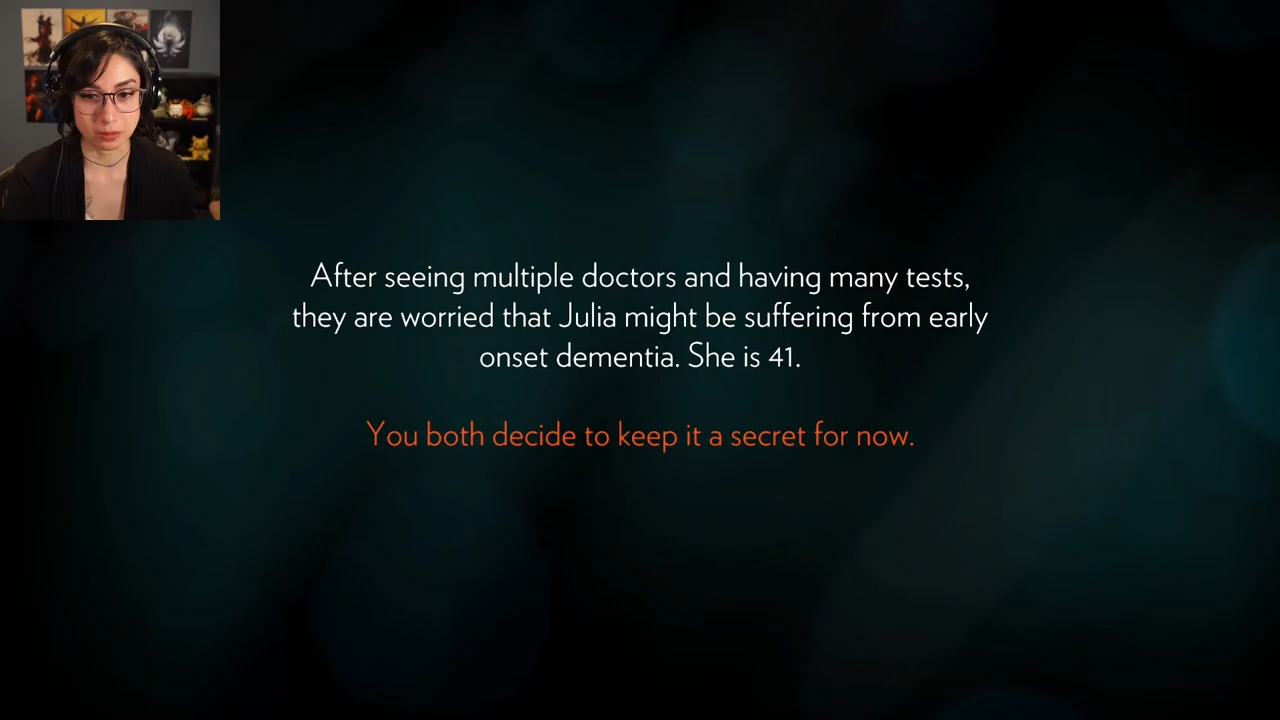 After seeing multiple doctors and having many tests,
they are worried that Julia might be suffering from early
onset dementia. She is 41.
You both decide to keep it a secret for now.